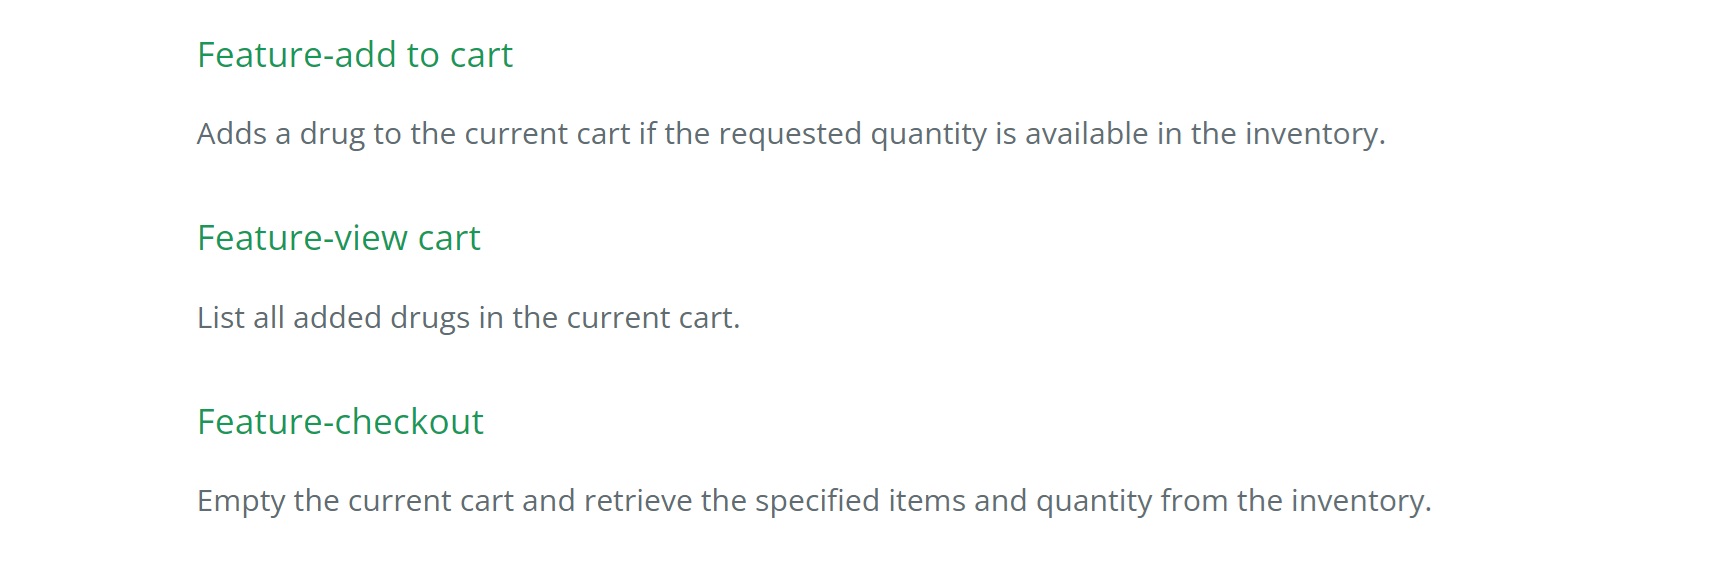 Feature-add to cart
Adds a drug to the current cart if the requested quantity is available in the inventory.
Feature-view cart
List all added drugs in the current cart.
Feature-checkout
Empty the current cart and retrieve the specified items and quantity from the inventory.